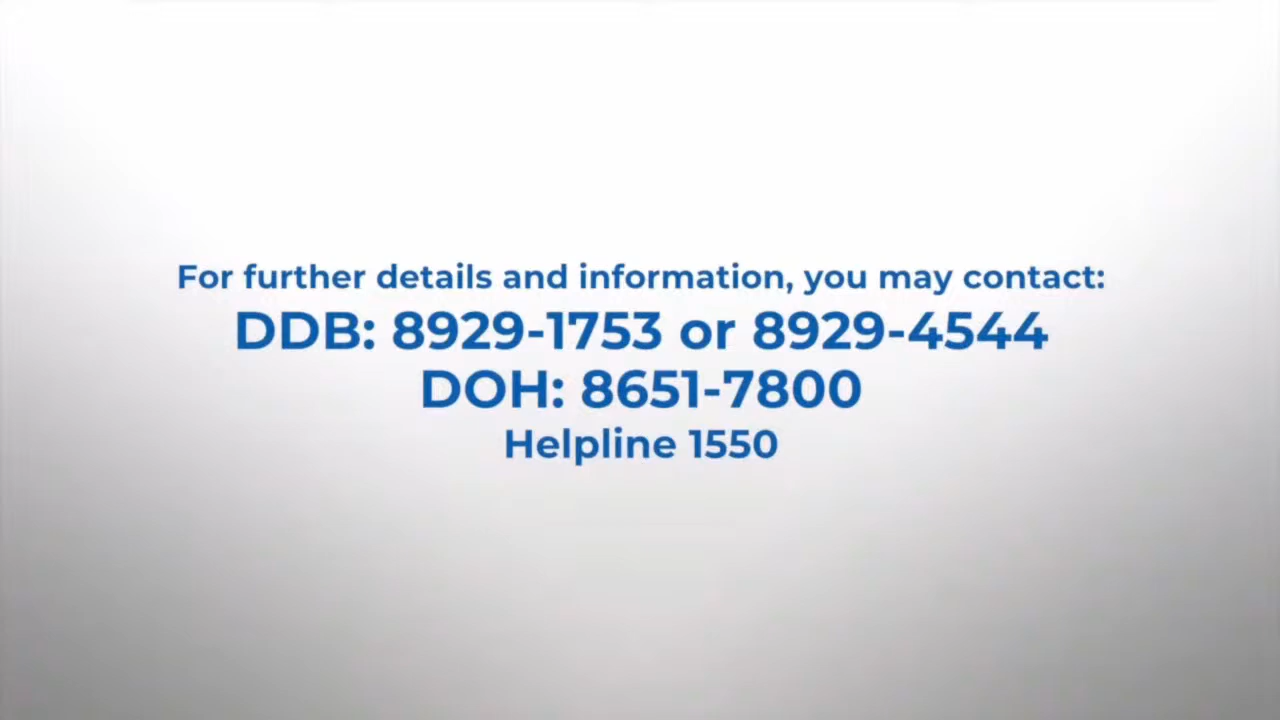 For further details and information, you may contact:
DDB: 8929-1753 or 8929-4544
DOH: 8651-7800
Helpline 1550